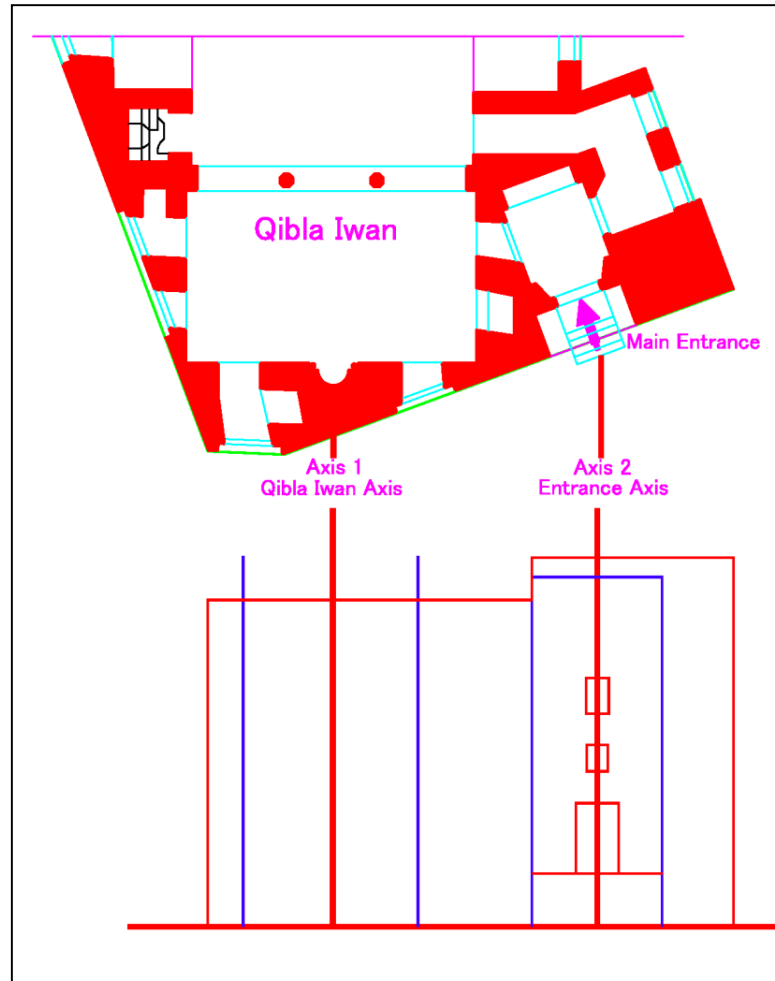 Qibla Iwan
Main Entrance
Axis 1
Qibla Iwan Axis
Axis 2
Entrance Axis